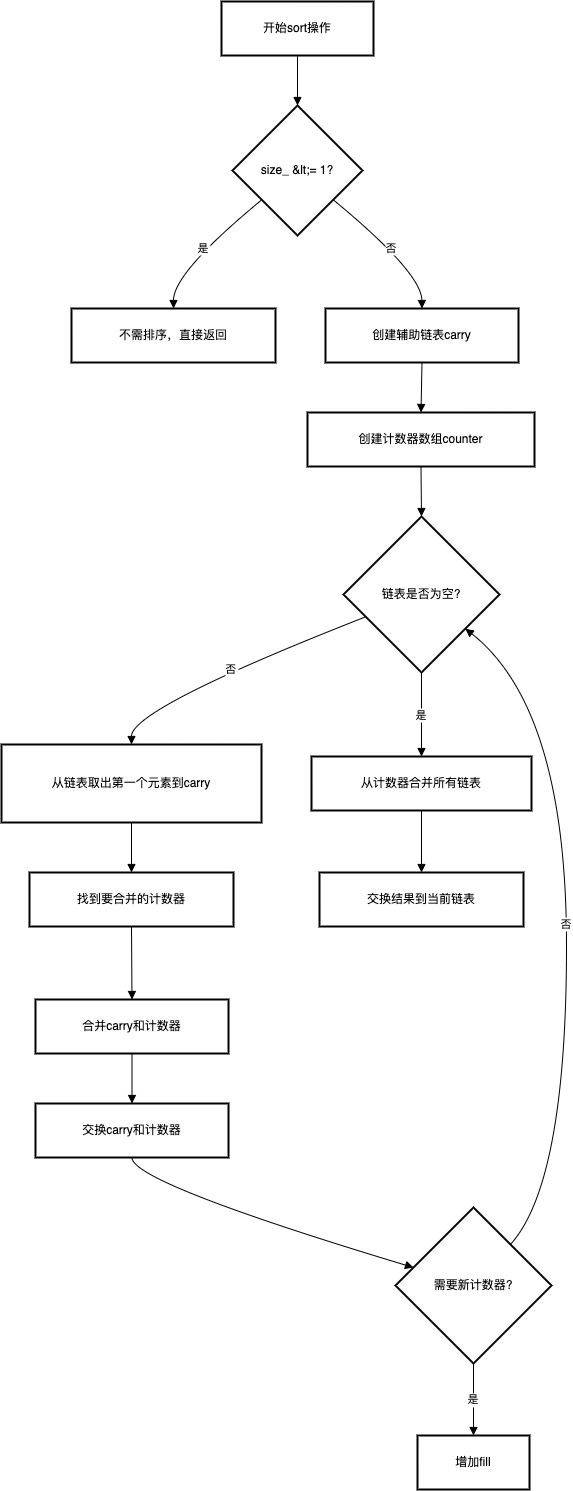 开始sort操作
size_ &lt;= 1?
是
否
不需排序，直接返回
创建辅助链表carry
创建计数器数组counter
链表是否为空?
否
是
从链表取出第一个元素到carry
从计数器合并所有链表
找到要合并的计数器
交换结果到当前链表
否
合并carry和计数器
交换carry和计数器
需要新计数器?
是
增加fill